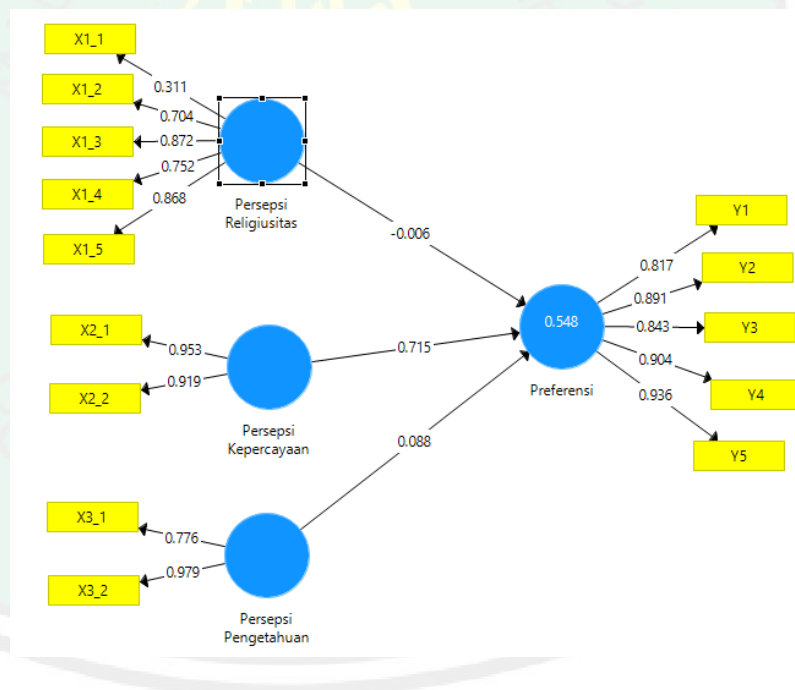 X1_1
0.311
X1_2
0.704
X1_3
0.872
X1_4
0.752
0.868
X1_5
Persepsi
Religiusitas
-0.006
X2_1
0.953
0.919
X2_2
Persepsi
Kepercayaan
0.715
X3_1
0.776
0.979
X3_2
Persepsi
Pengetahuan
0.088
0.548
Preferensi
Y1
0.817
Y2
0.891
0.843
Y3
0.904
Y4
0.936
Y5